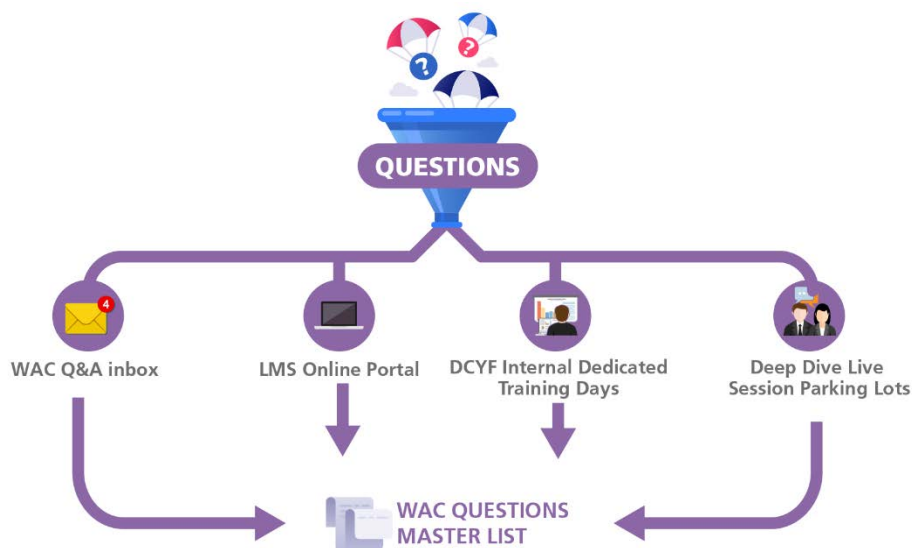 ?
?
QUESTIONS
4
WAC Q&A inbox
LMS Online Portal
DCYF Internal Dedicated
Training Days
Deep Dive Live
Session Parking Lots
WAC QUESTIONS
MASTER LIST